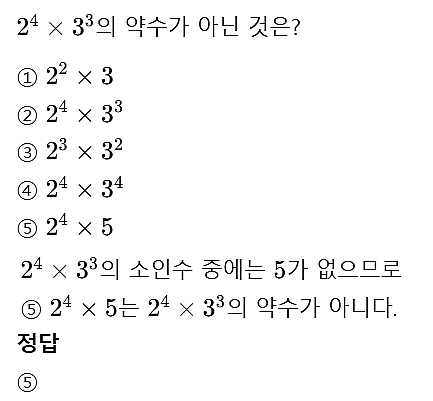 2⁴ × 3³의 약수가 아닌 것은?
① 2² × 3
② 2⁴ × 3³
③ 2³ × 3²
④ 2⁴ × 3⁴
⑤ 2⁴ × 5
2⁴ × 3³의 소인수 중에는 5가 없으므로
⑤ 2⁴ × 5는 2⁴ × 3³의 약수가 아니다.
정답
⑤